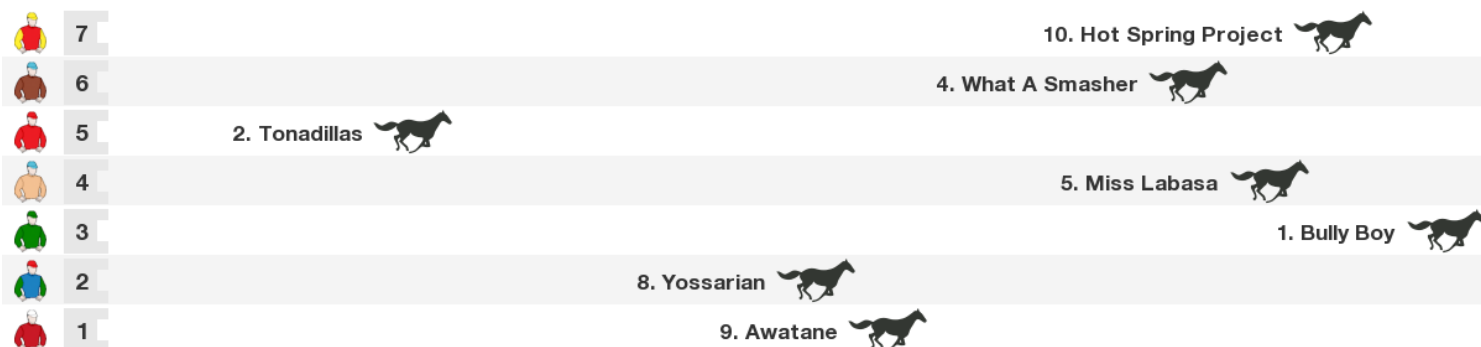 7 10. Hot Spring Project
6 4. What A Smasher
5 2. Tonadillas
4 5. Miss Labasa
3 1. Bully Boy
2 8. Yossarian
1 9. Awatane